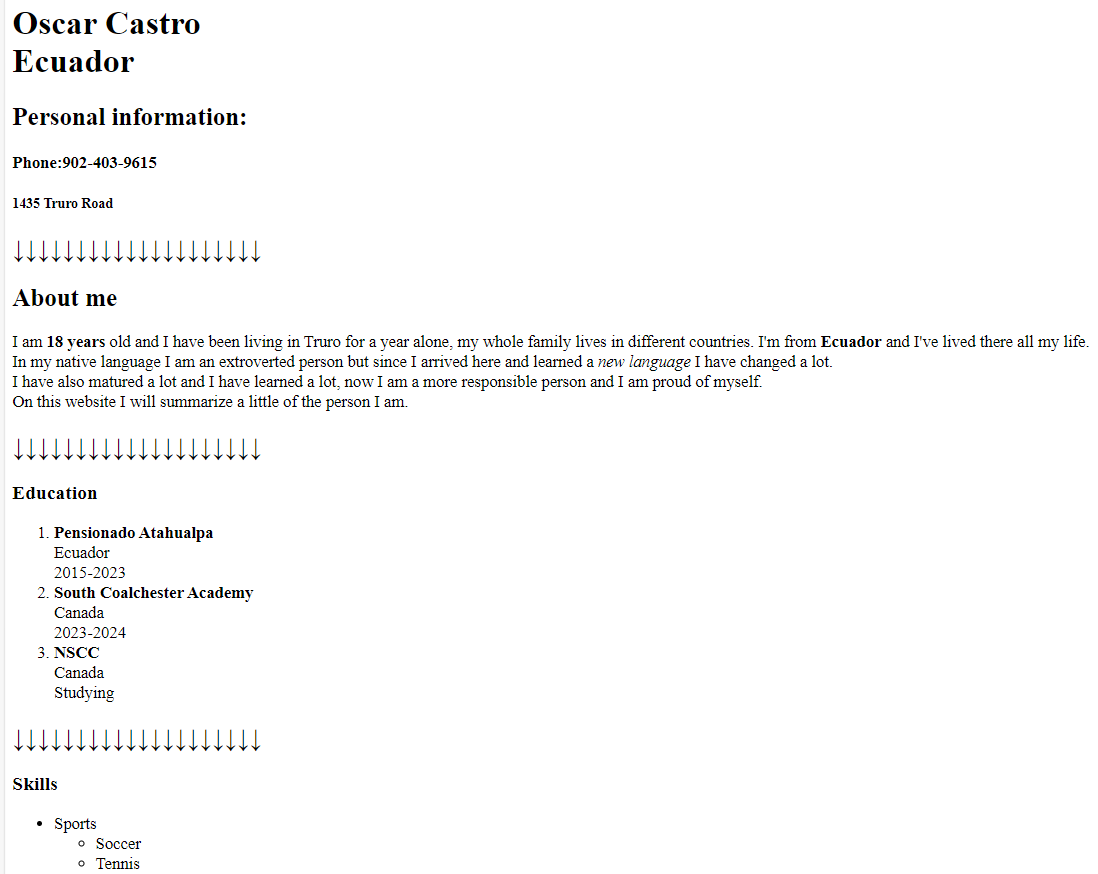 Oscar Castro
Ecuador
Personal information:
Phone:902-403-9615
1435 Truro Road
↓↓↓↓↓↓↓↓↓↓↓↓↓↓↓↓↓↓↓↓
About me
I am 18 years old and I have been living in Truro for a year alone, my whole family lives in different countries. I'm from Ecuador and I've lived there all my life.
In my native language I am an extroverted person but since I arrived here and learned a new language I have changed a lot.
I have also matured a lot and I have learned a lot, now I am a more responsible person and I am proud of myself.
On this website I will summarize a little of the person I am.
↓↓↓↓↓↓↓↓↓↓↓↓↓↓↓↓↓↓↓↓
Education
1. Pensionado Atahualpa
Ecuador
2015-2023
2. South Coalchester Academy
Canada
2023-2024
3. NSCC
Canada
Studying
↓↓↓↓↓↓↓↓↓↓↓↓↓↓↓↓↓↓↓↓
Skills
• Sports
◦ Soccer
◦ Tennis